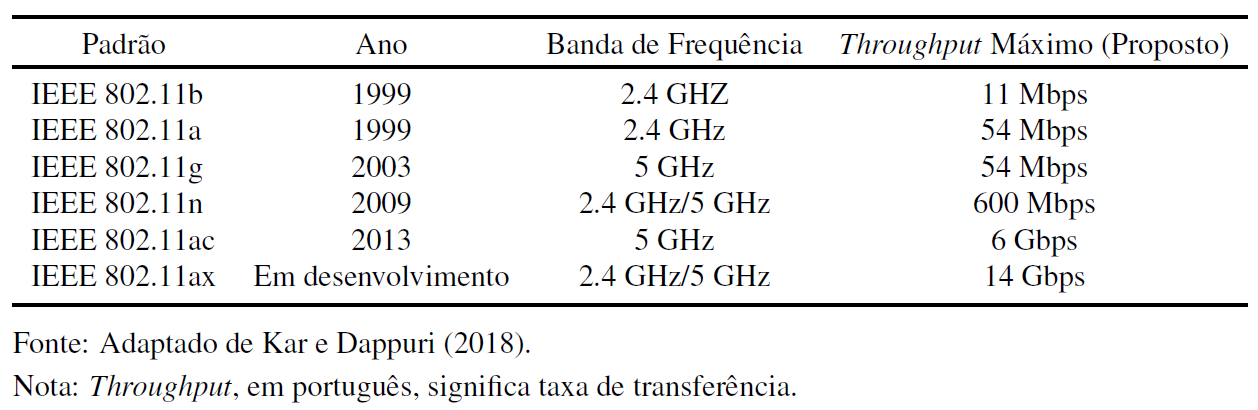 Padrão Ano Banda de Frequência Throughput Máximo (Proposto)
IEEE 802.11b 1999 2.4 GHZ 11 Mbps
IEEE 802.11a 1999 2.4 GHz 54 Mbps
IEEE 802.11g 2003 5 GHz 54 Mbps
IEEE 802.11n 2009 2.4 GHz/5 GHz 600 Mbps
IEEE 802.11ac 2013 5 GHz 6 Gbps
IEEE 802.11ax Em desenvolvimento 2.4 GHz/5 GHz 14 Gbps
Fonte: Adaptado de Kar e Dappuri (2018).
Nota: Throughput, em português, significa taxa de transferência.